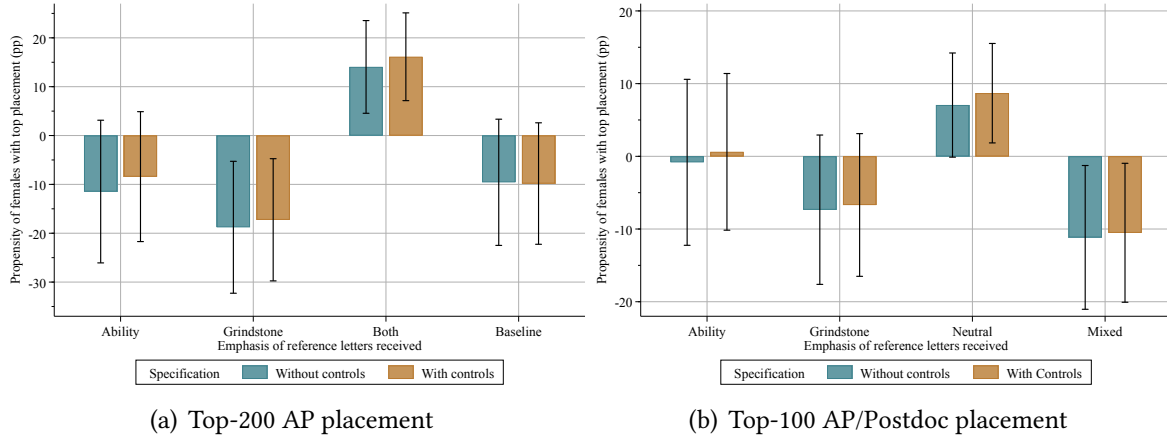 Propensity of females with top placement (pp)
20
10
0
-10
-20
-30
Ability Grindstone Both Baseline
Emphasis of reference letters received
Specification Without controls With controls
(a) Top-200 AP placement
Propensity of females with top placement (pp)
20
10
0
-10
-20
Ability Grindstone Neutral Mixed
Emphasis of reference letters received
Specification Without controls With Controls
(b) Top-100 AP/Postdoc placement